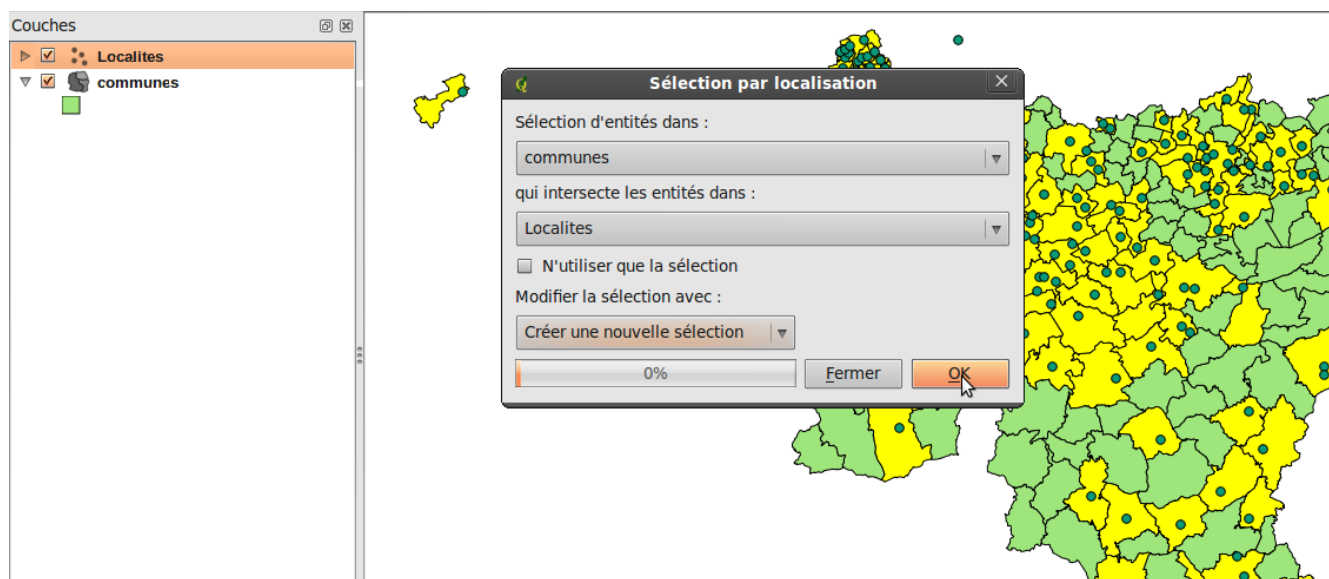 Couches
Localites
communes
Sélection par localisation
Sélection d'entités dans :
communes
qui intersecte les entités dans :
Localites
N'utiliser que la sélection
Modifier la sélection avec :
Créer une nouvelle sélection
0%
Fermer
OK